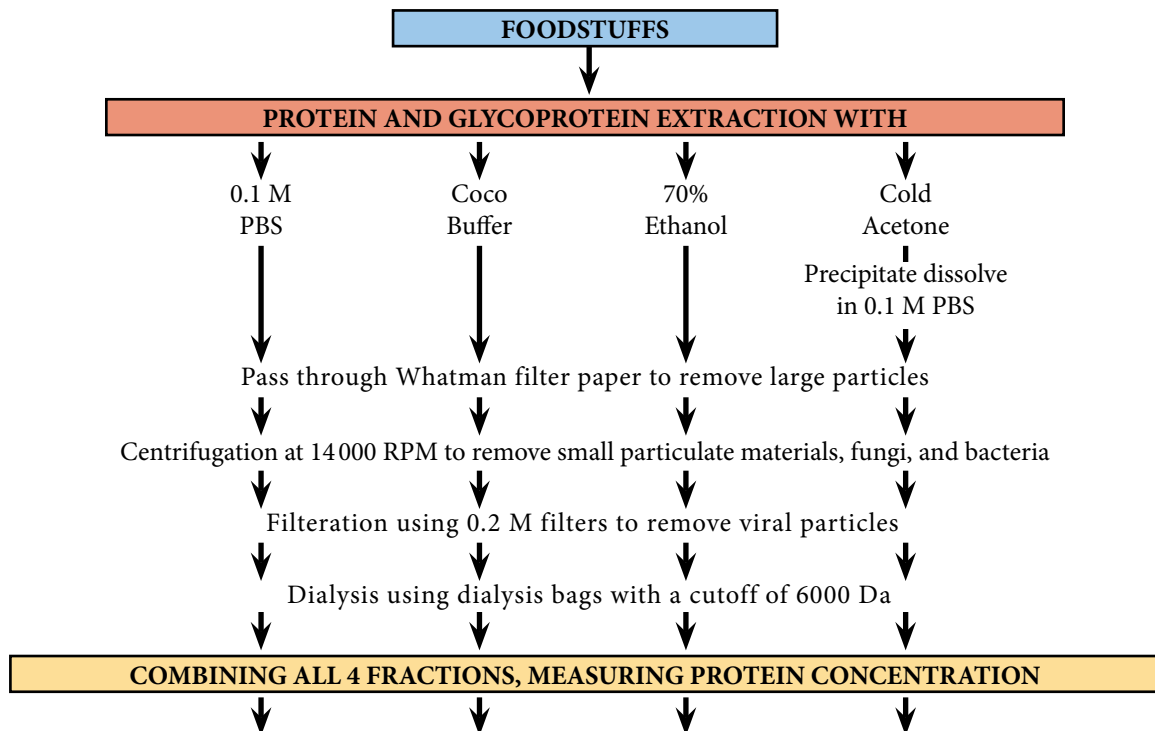 FOODSTUFFS
PROTEIN AND GLYCOPROTEIN EXTRACTION WITH
0.1 M
PBS
Coco
Buffer
70%
Ethanol
Cold
Acetone
Precipitate dissolve
in 0.1 M PBS
Pass through Whatman filter paper to remove large particles
Centrifugation at 14 000 RPM to remove small particulate materials, fungi, and bacteria
Filteration using 0.2 M filters to remove viral particles
Dialysis using dialysis bags with a cutoff of 6000 Da
COMBINING ALL 4 FRACTIONS, MEASURING PROTEIN CONCENTRATION